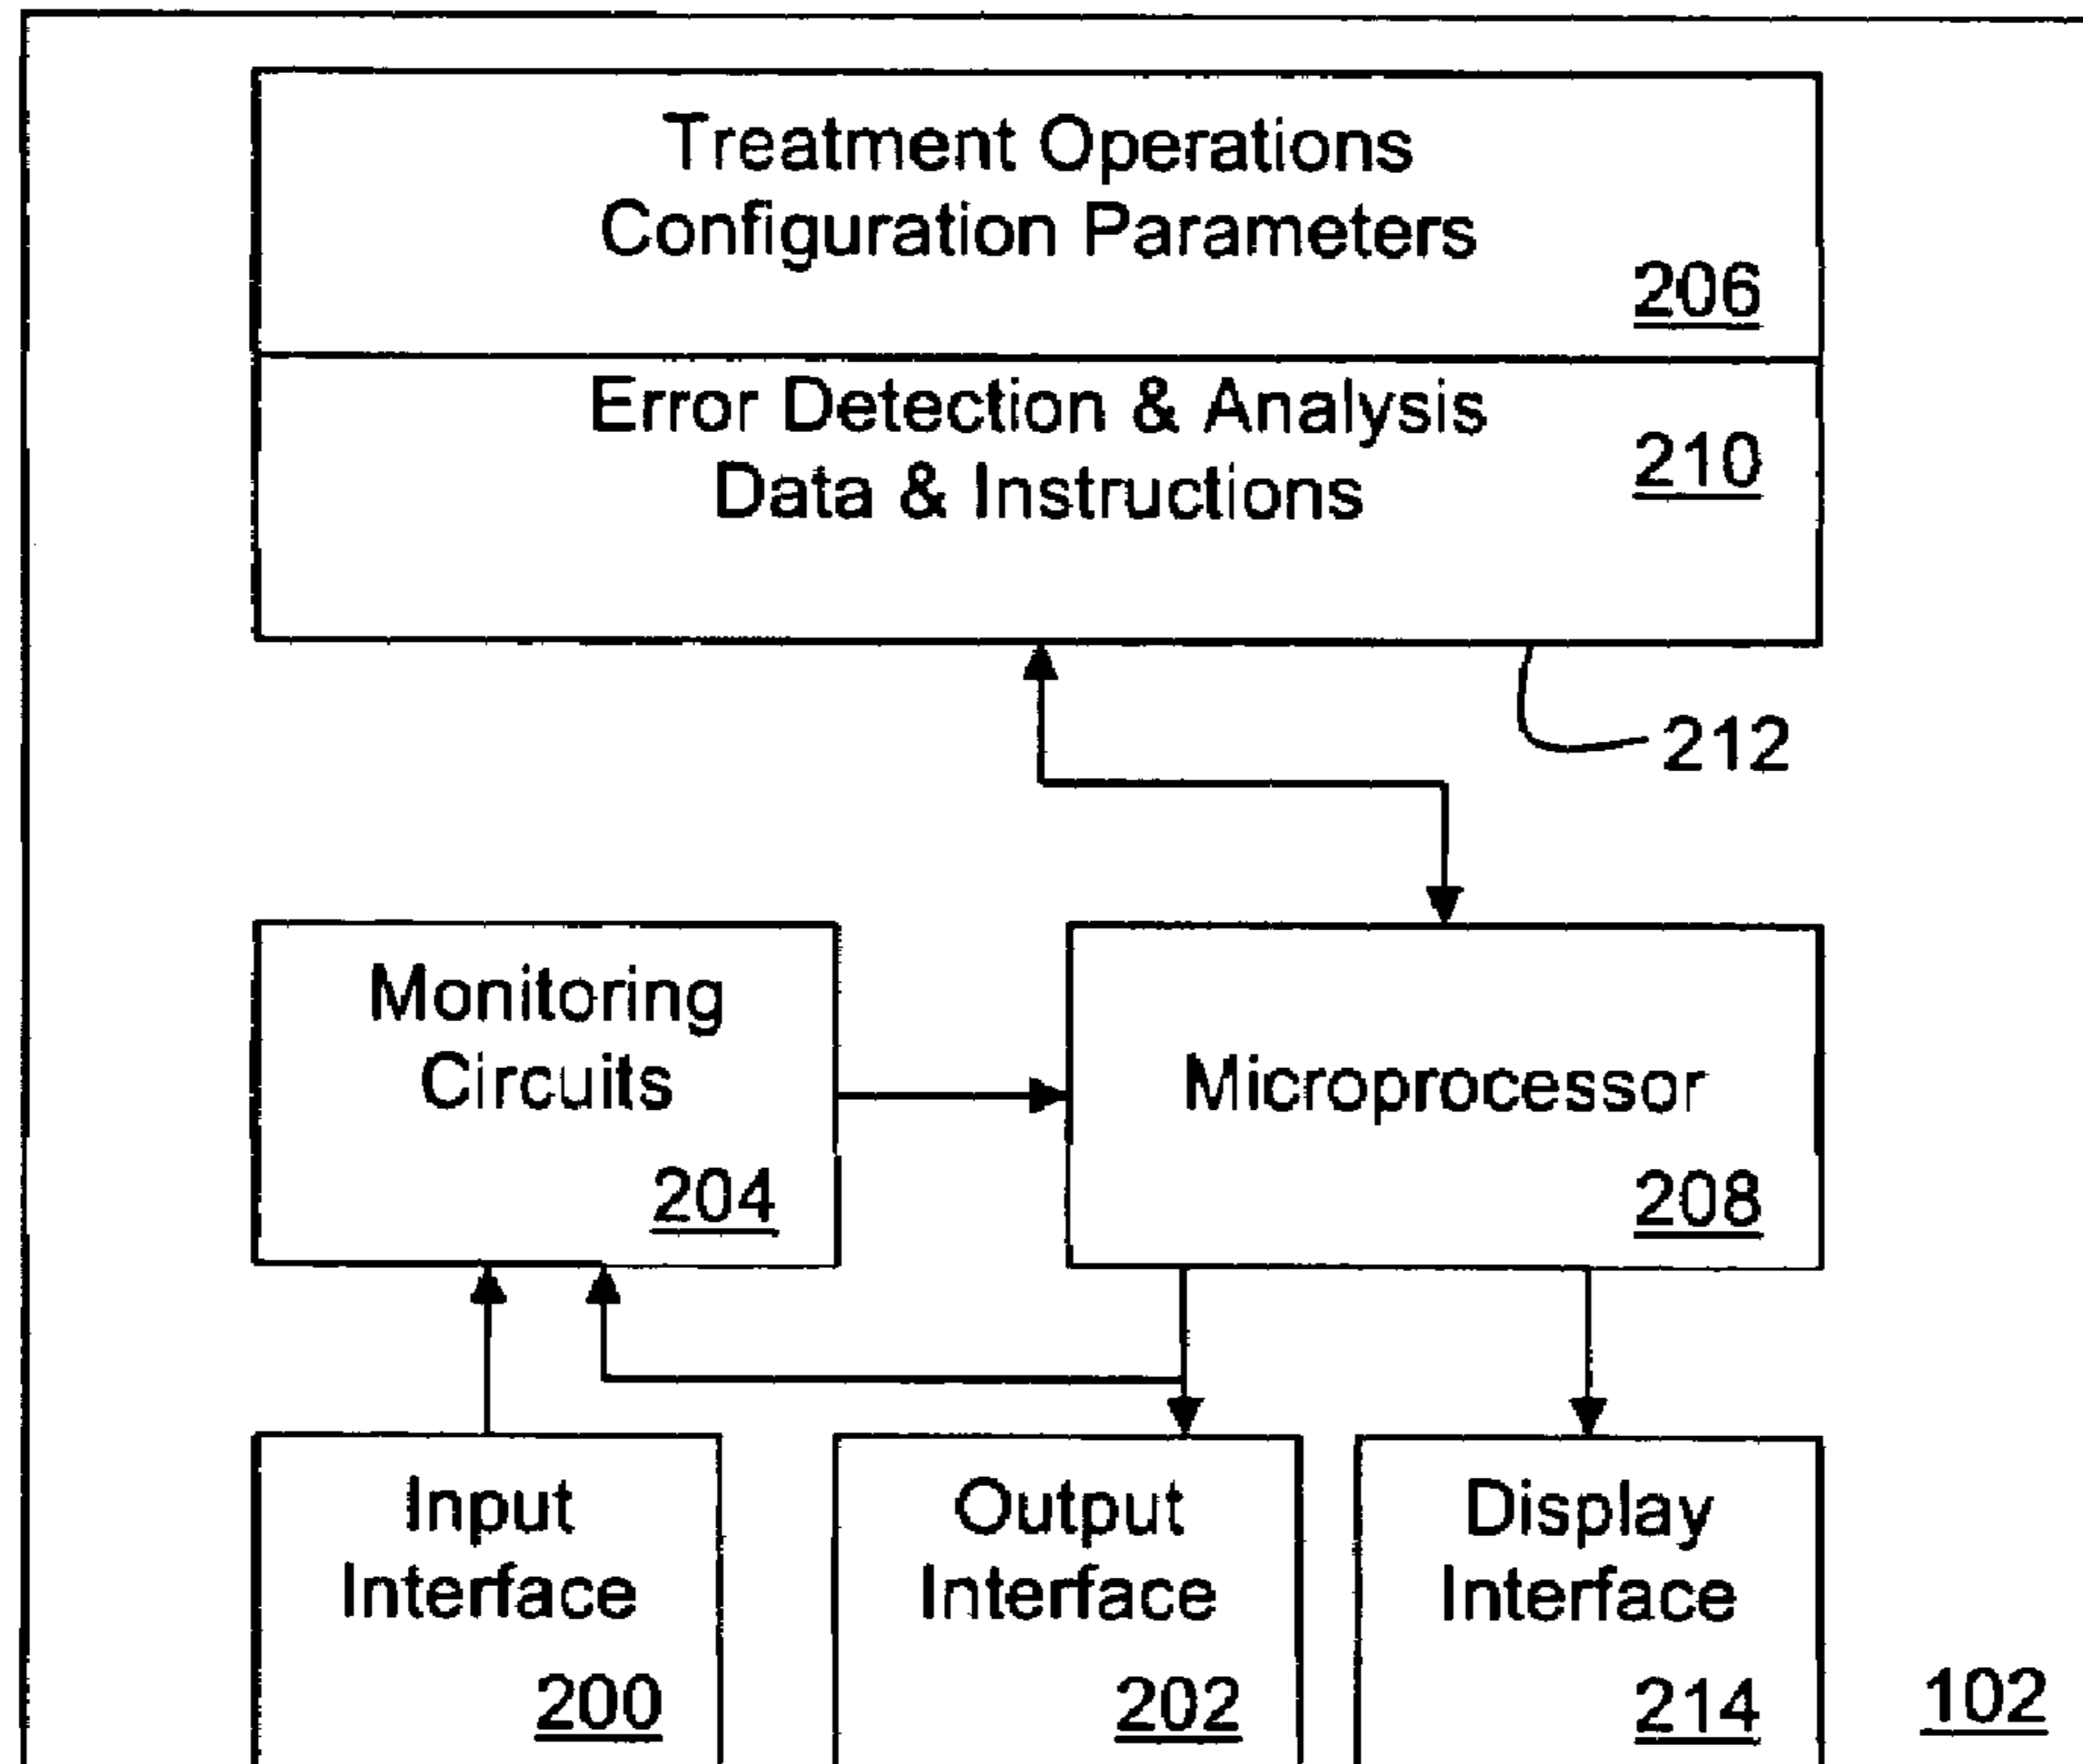 Treatment Operations
Configuration Parameters
206
Error Detection & Analysis
210
Data & Instructions
212
Monitoring
Circuits
204
Microprocessor
208
Input
Interface
200
Output
Interface
202
Display
Interface
214
102